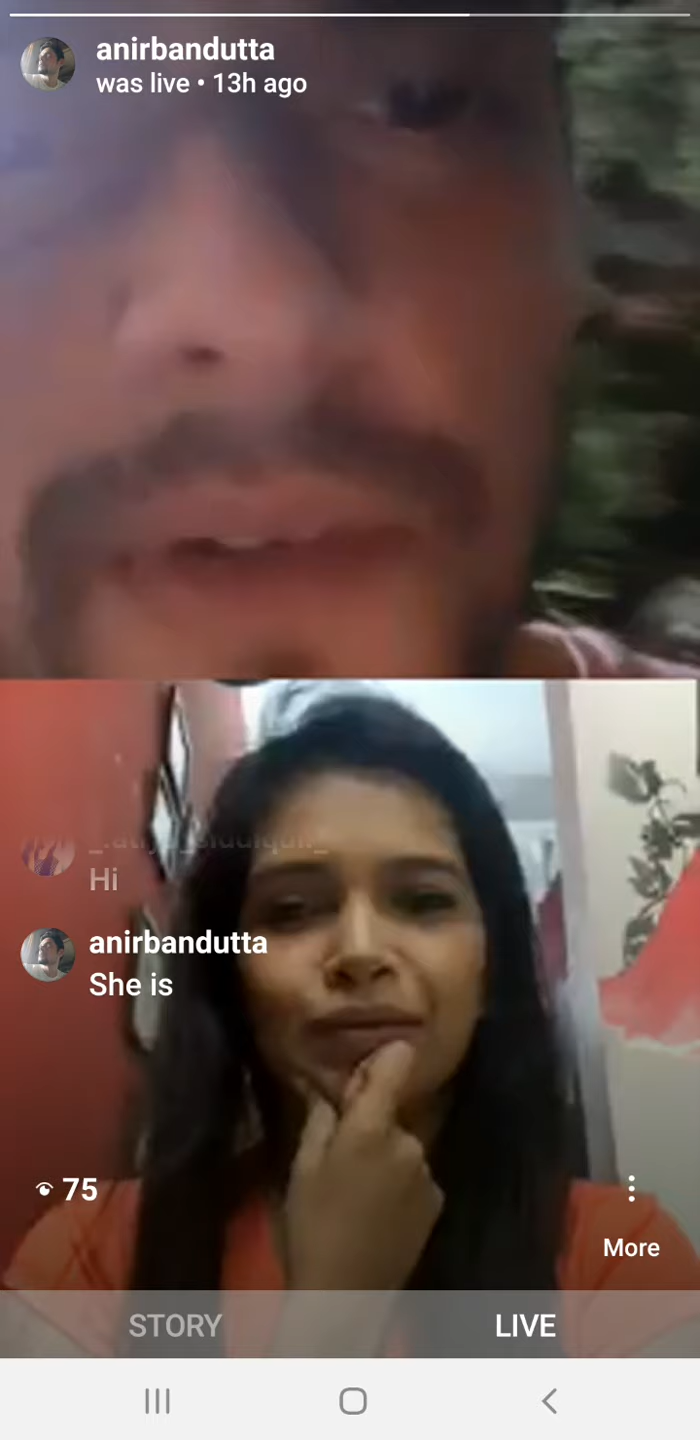 anirbandutta
was live • 13h ago
Hi
anirbandutta
She is
75
More
STORY
LIVE